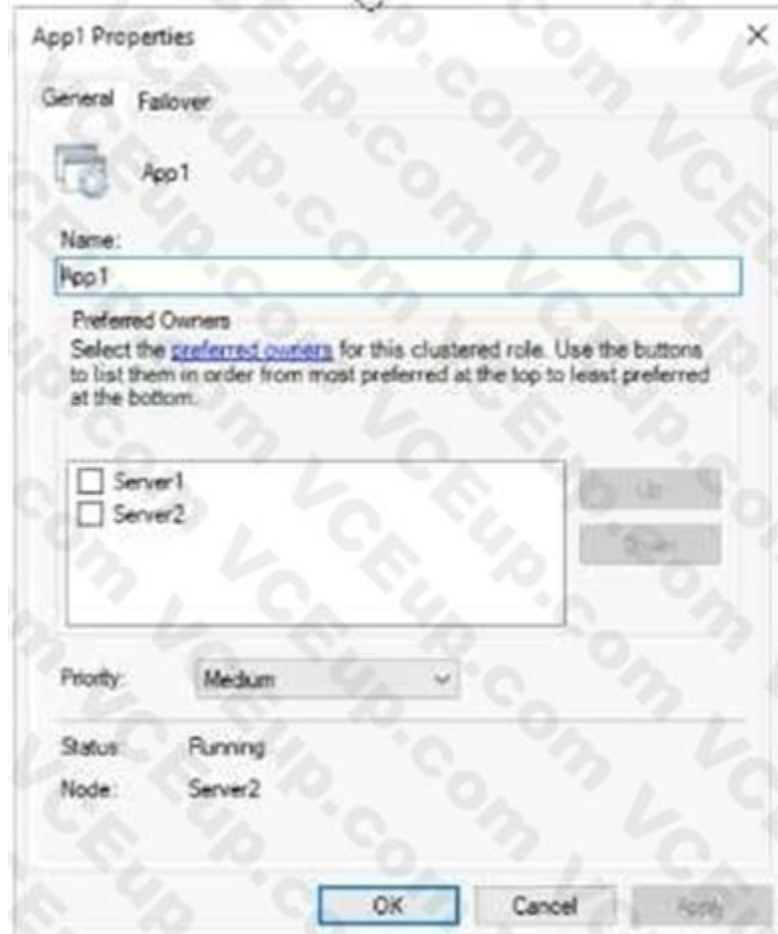 App1 Properties
General Failover
App1
Name:
App1
Preferred Owners
Select the preferred owners for this clustered role. Use the buttons
to list them in order from most preferred at the top to least preferred
at the bottom.
Server1
Up
Server2
Down
Priority: Medium
Status: Running
Node: Server2
OK Cancel Apply
VCEup.com